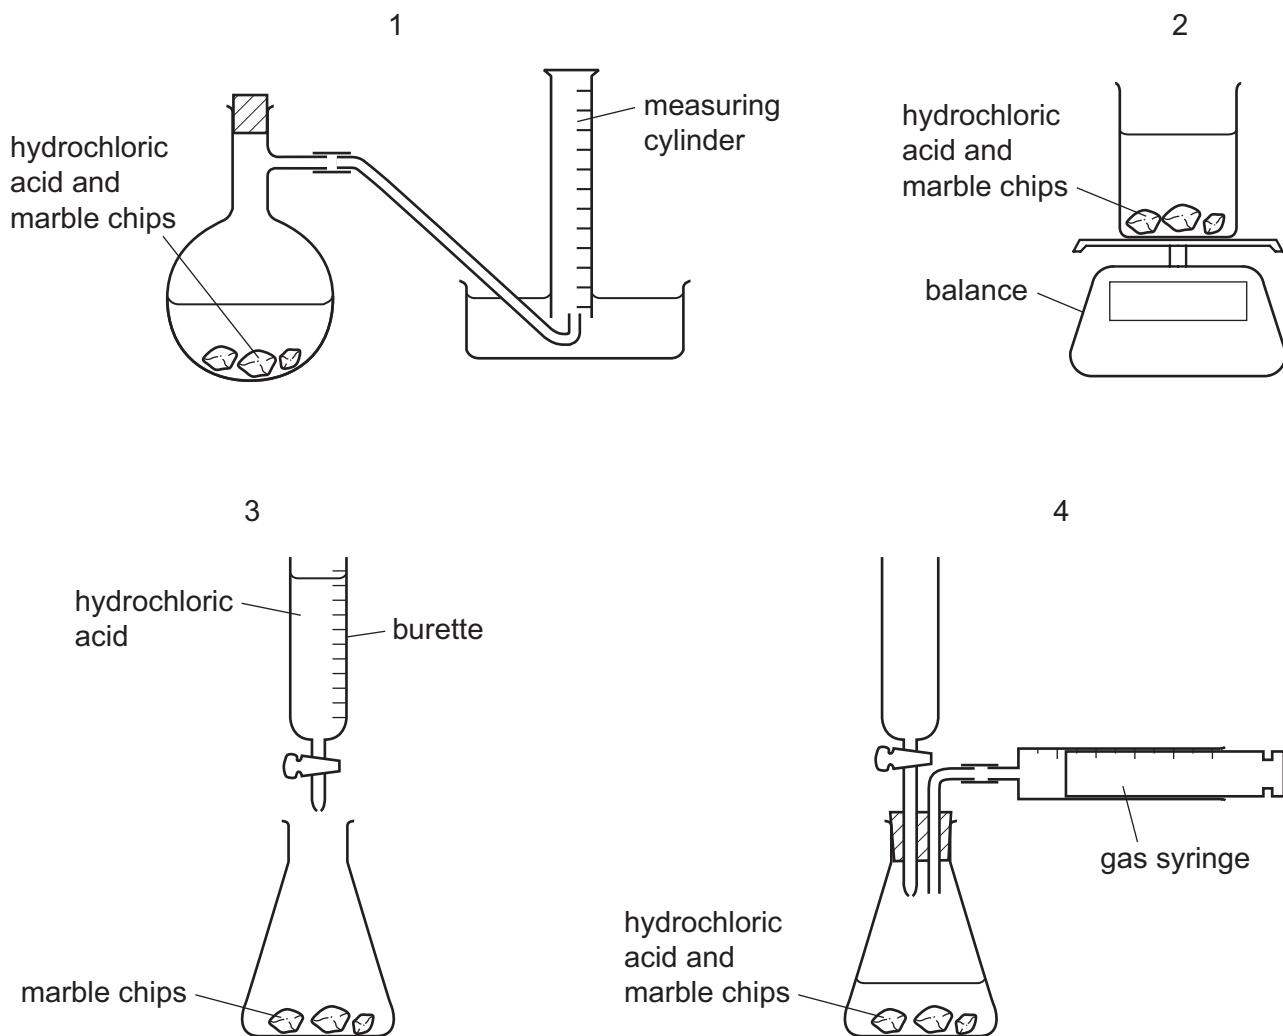 1
hydrochloric
acid and
marble chips
measuring
cylinder
2
hydrochloric
acid and
marble chips
balance
3
hydrochloric
acid
burette
marble chips
4
gas syringe
hydrochloric
acid and
marble chips